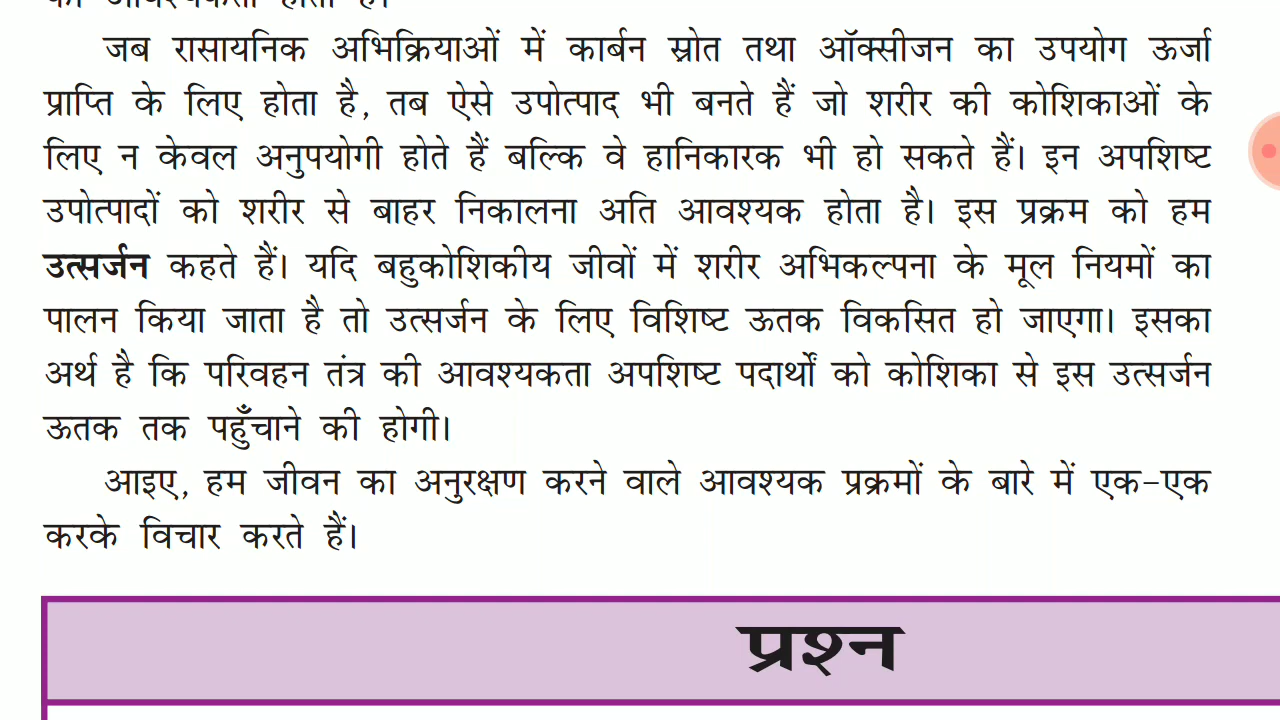 को आवश्यकता होती है।
जब रासायनिक अभिक्रियाओं में कार्बन स्रोत तथा ऑक्सीजन का उपयोग ऊर्जा
प्राप्ति के लिए होता है, तब ऐसे उपोत्पाद भी बनते हैं जो शरीर की कोशिकाओं के
लिए न केवल अनुपयोगी होते हैं बल्कि वे हानिकारक भी हो सकते हैं। इन अपशिष्ट
उपोत्पादों को शरीर से बाहर निकालना अति आवश्यक होता है। इस प्रक्रम को हम
उत्सर्जन कहते हैं। यदि बहुकोशिकीय जीवों में शरीर अभिकल्पना के मूल नियमों का
पालन किया जाता है तो उत्सर्जन के लिए विशिष्ट ऊतक विकसित हो जाएगा। इसका
अर्थ है कि परिवहन तंत्र की आवश्यकता अपशिष्ट पदार्थों को कोशिका से इस उत्सर्जन
ऊतक तक पहुँचाने की होगी।
आइए, हम जीवन का अनुरक्षण करने वाले आवश्यक प्रक्रमों के बारे में एक-एक
करके विचार करते हैं।
प्रश्न